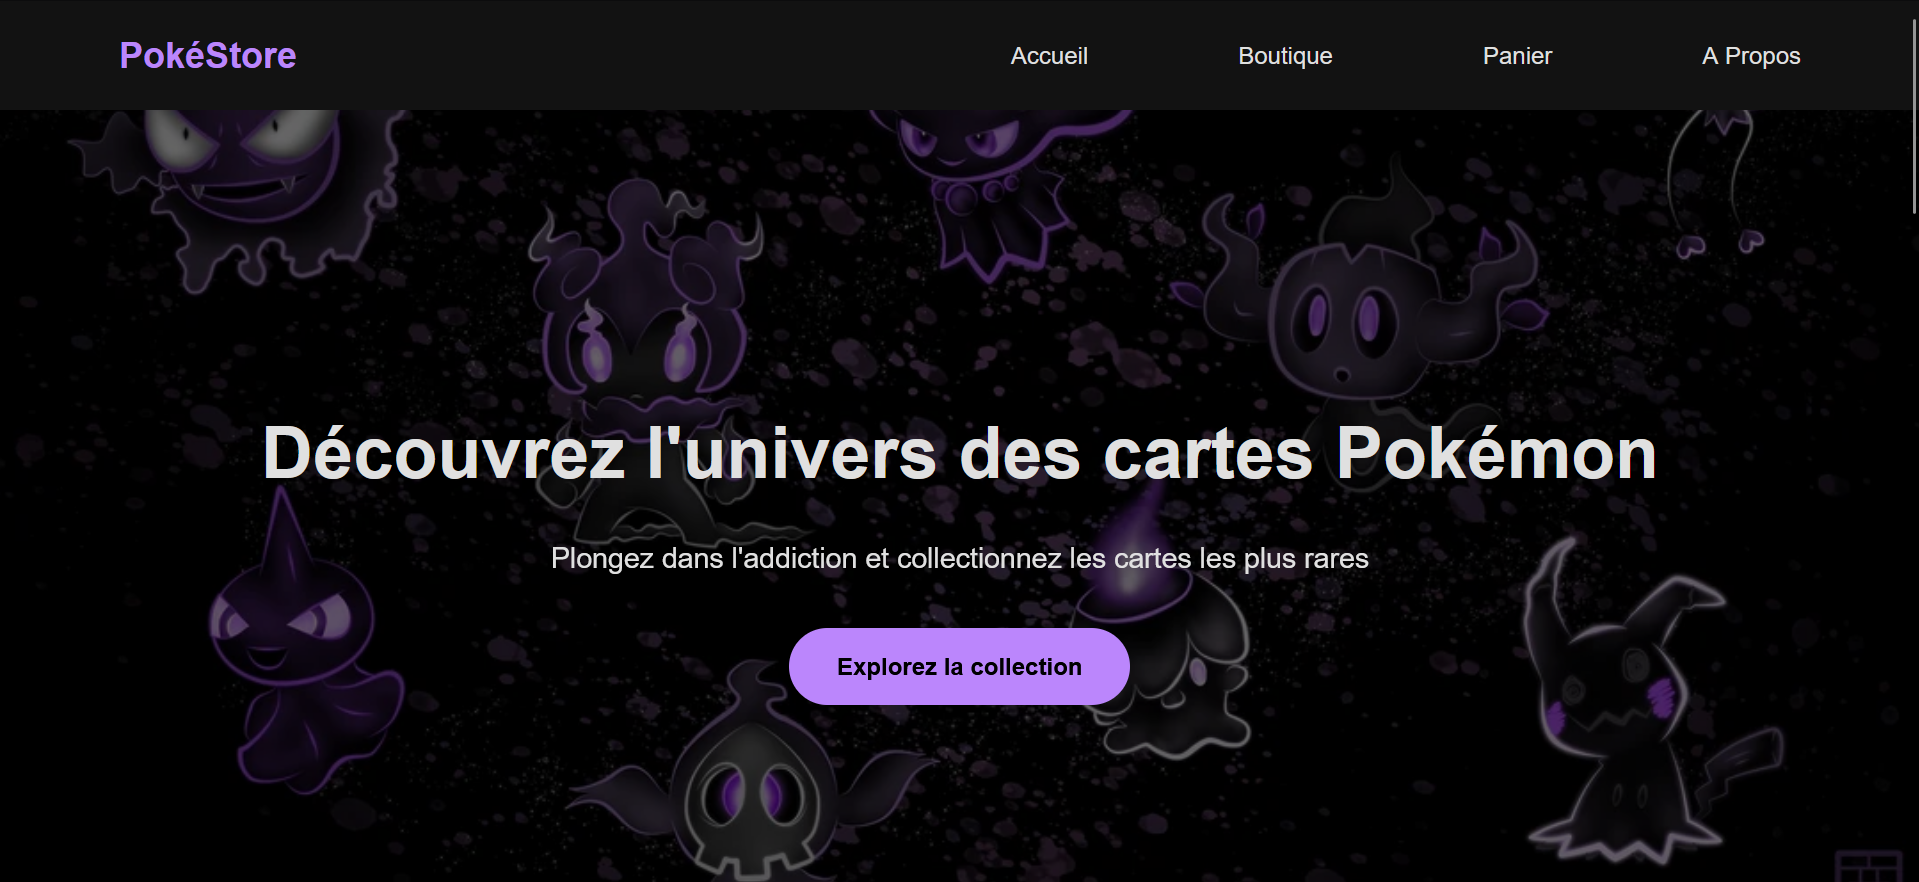 PokéStore
Accueil
Boutique
Panier
A Propos
Découvrez l'univers des cartes Pokémon
Plongez dans l'addiction et collectionnez les cartes les plus rares
Explorez la collection